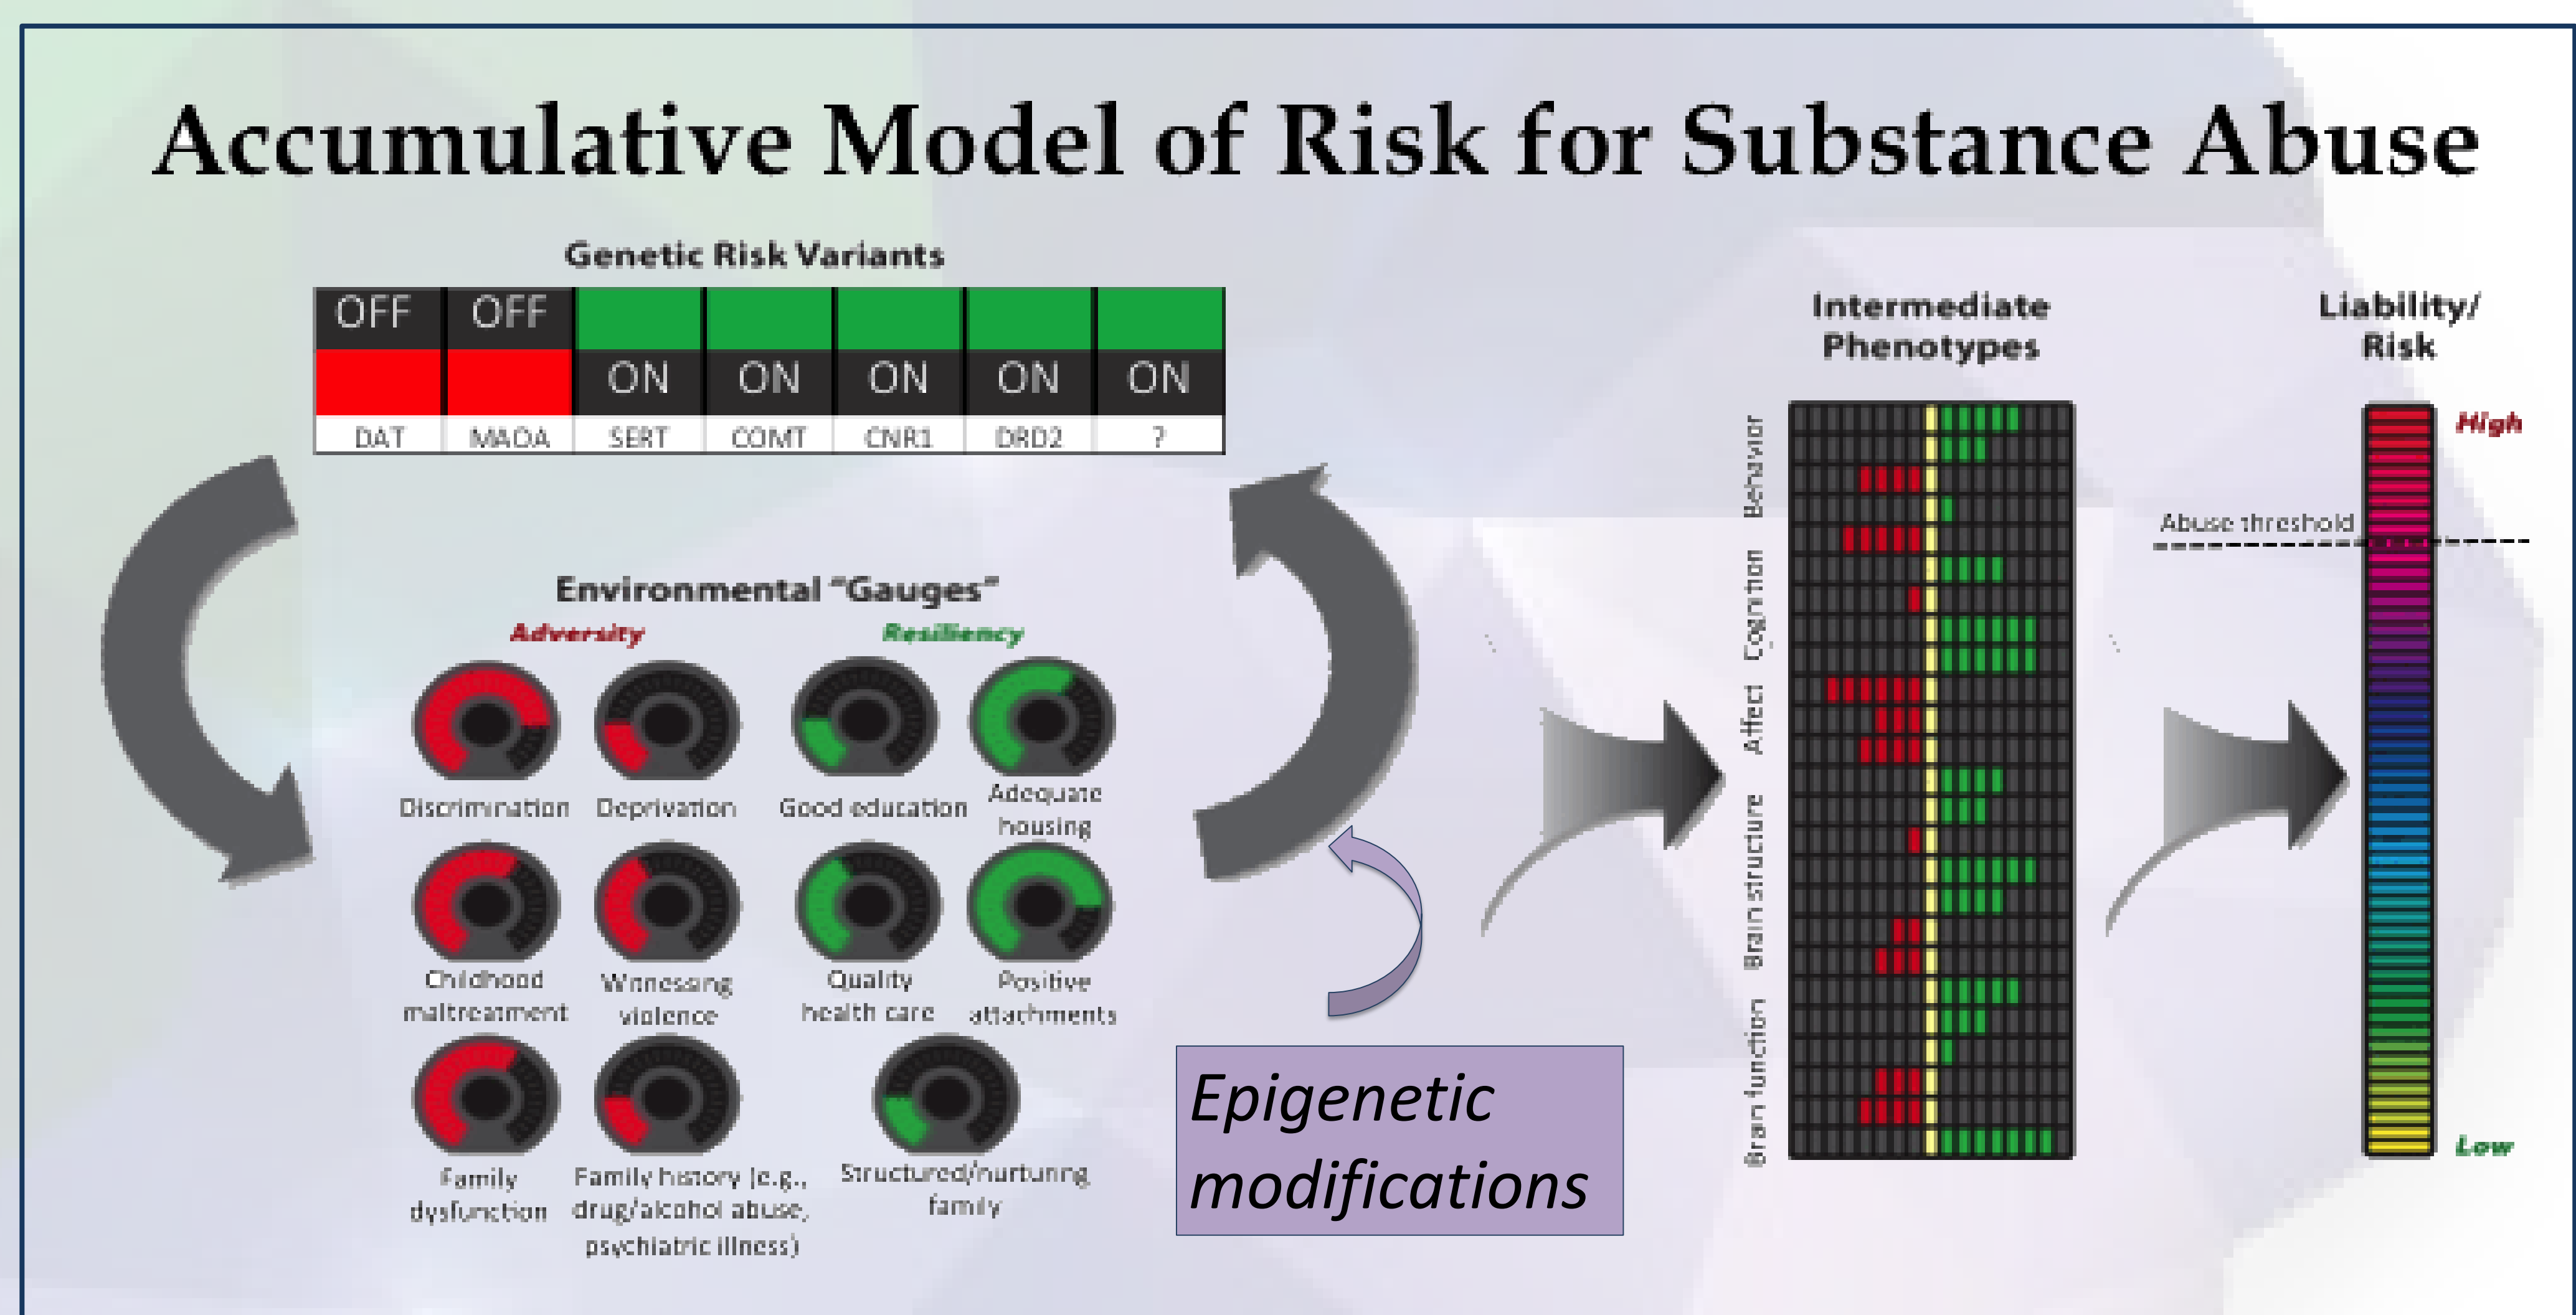 Accumulative Model of Risk for Substance Abuse
Genetic Risk Variants
OFF OFF
ON ON ON ON ON
DAT MAOA SERT COMT CNR1 DRD2 ?
Environmental "Gauges"
Adversity Resiliency
Discrimination Deprivation Good education Adequate
housing
Childhood Witnessing Quality Positive
maltreatment violence health care attachments
Family Family history (e.g., Structured/nurturing
dysfunction drug/alcohol abuse, family
psychiatric illness)
Epigenetic
modifications
Intermediate
Phenotypes
Behavior
Cognition
Affect
Brain structure
Brain function
Liability/
Risk
High
Abuse threshold
Low